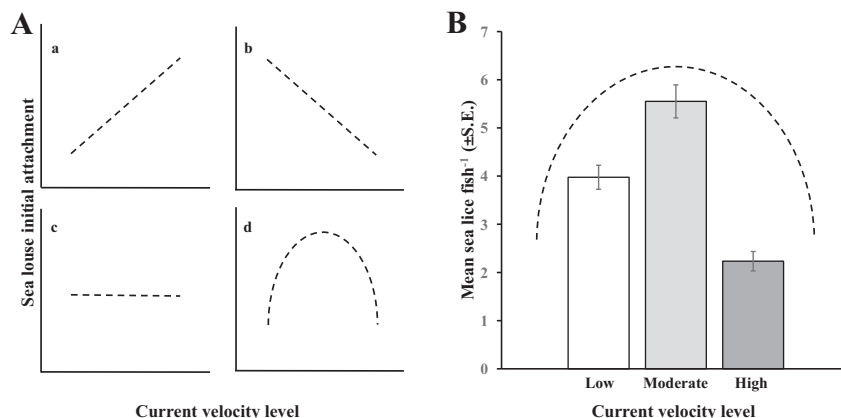 A
a
b
c
d
Sea louse initial attachment
Current velocity level
B
7
6
5
4
3
2
1
0
Mean sea lice fish⁻¹ (±S.E.)
Low Moderate High
Current velocity level